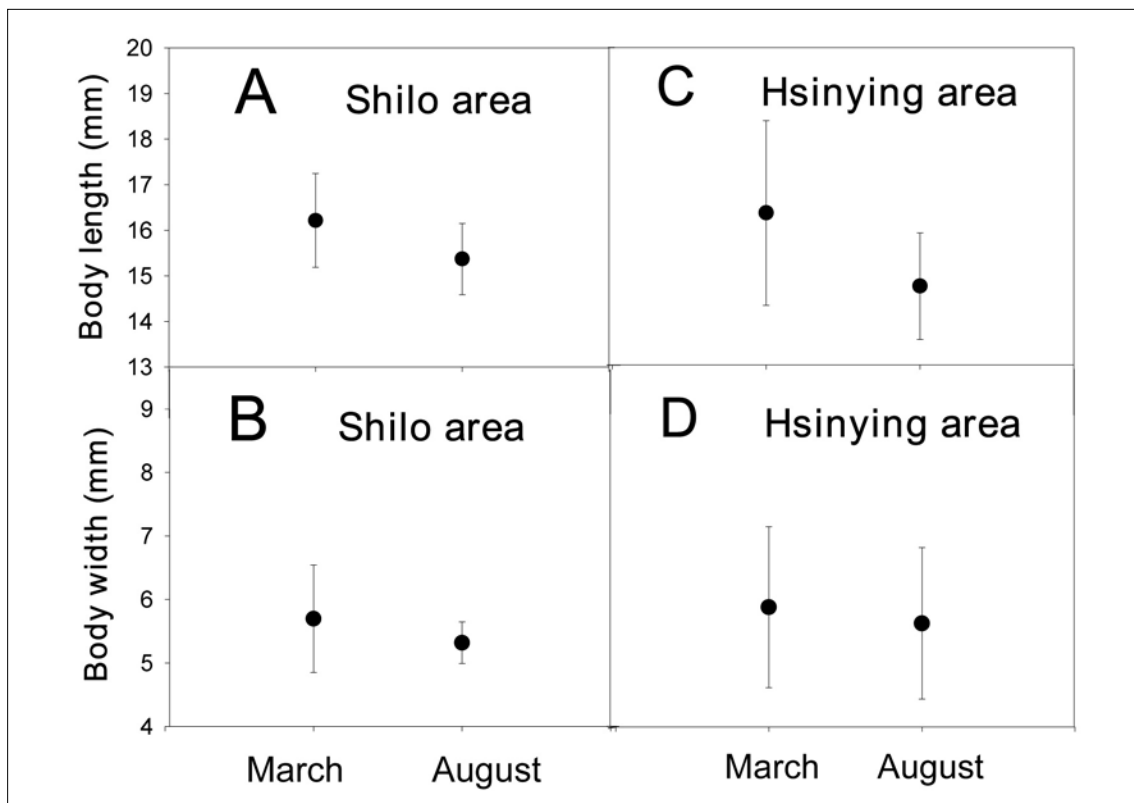 Body length (mm)
20
19
18
17
16
15
14
13
A Shilo area
C Hsinying area
Body width (mm)
9
8
7
6
5
4
B Shilo area
D Hsinying area
March August March August